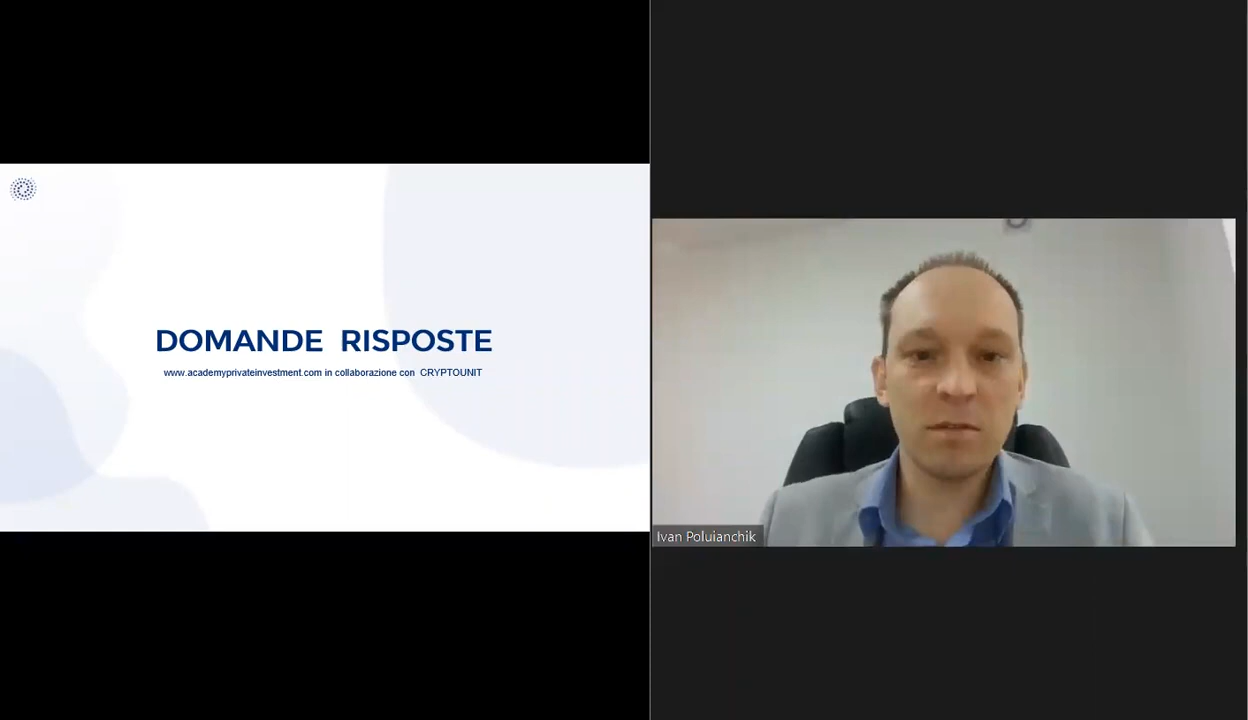 DOMANDE RISPOSTE
www.academyprivateinvestment.com in collaborazione con CRYPTOUNIT
Ivan Poluianchik